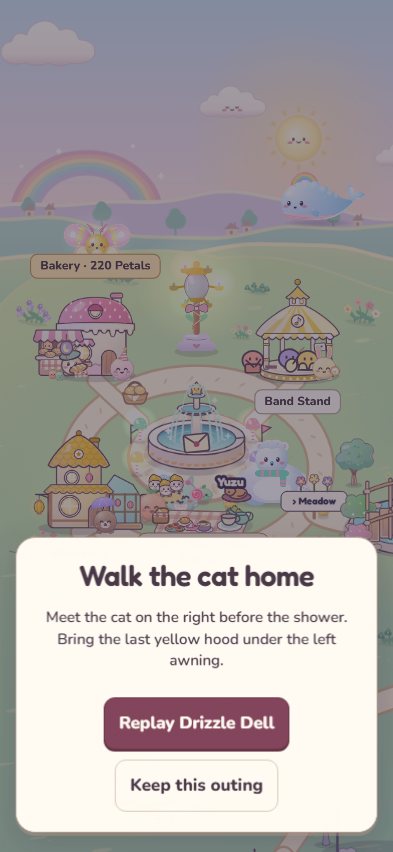 Bakery · 220 Petals
Band Stand
Yuzu
› Meadow
Walk the cat home
Meet the cat on the right before the shower.
Bring the last yellow hood under the left
awning.
Replay Drizzle Dell
Keep this outing